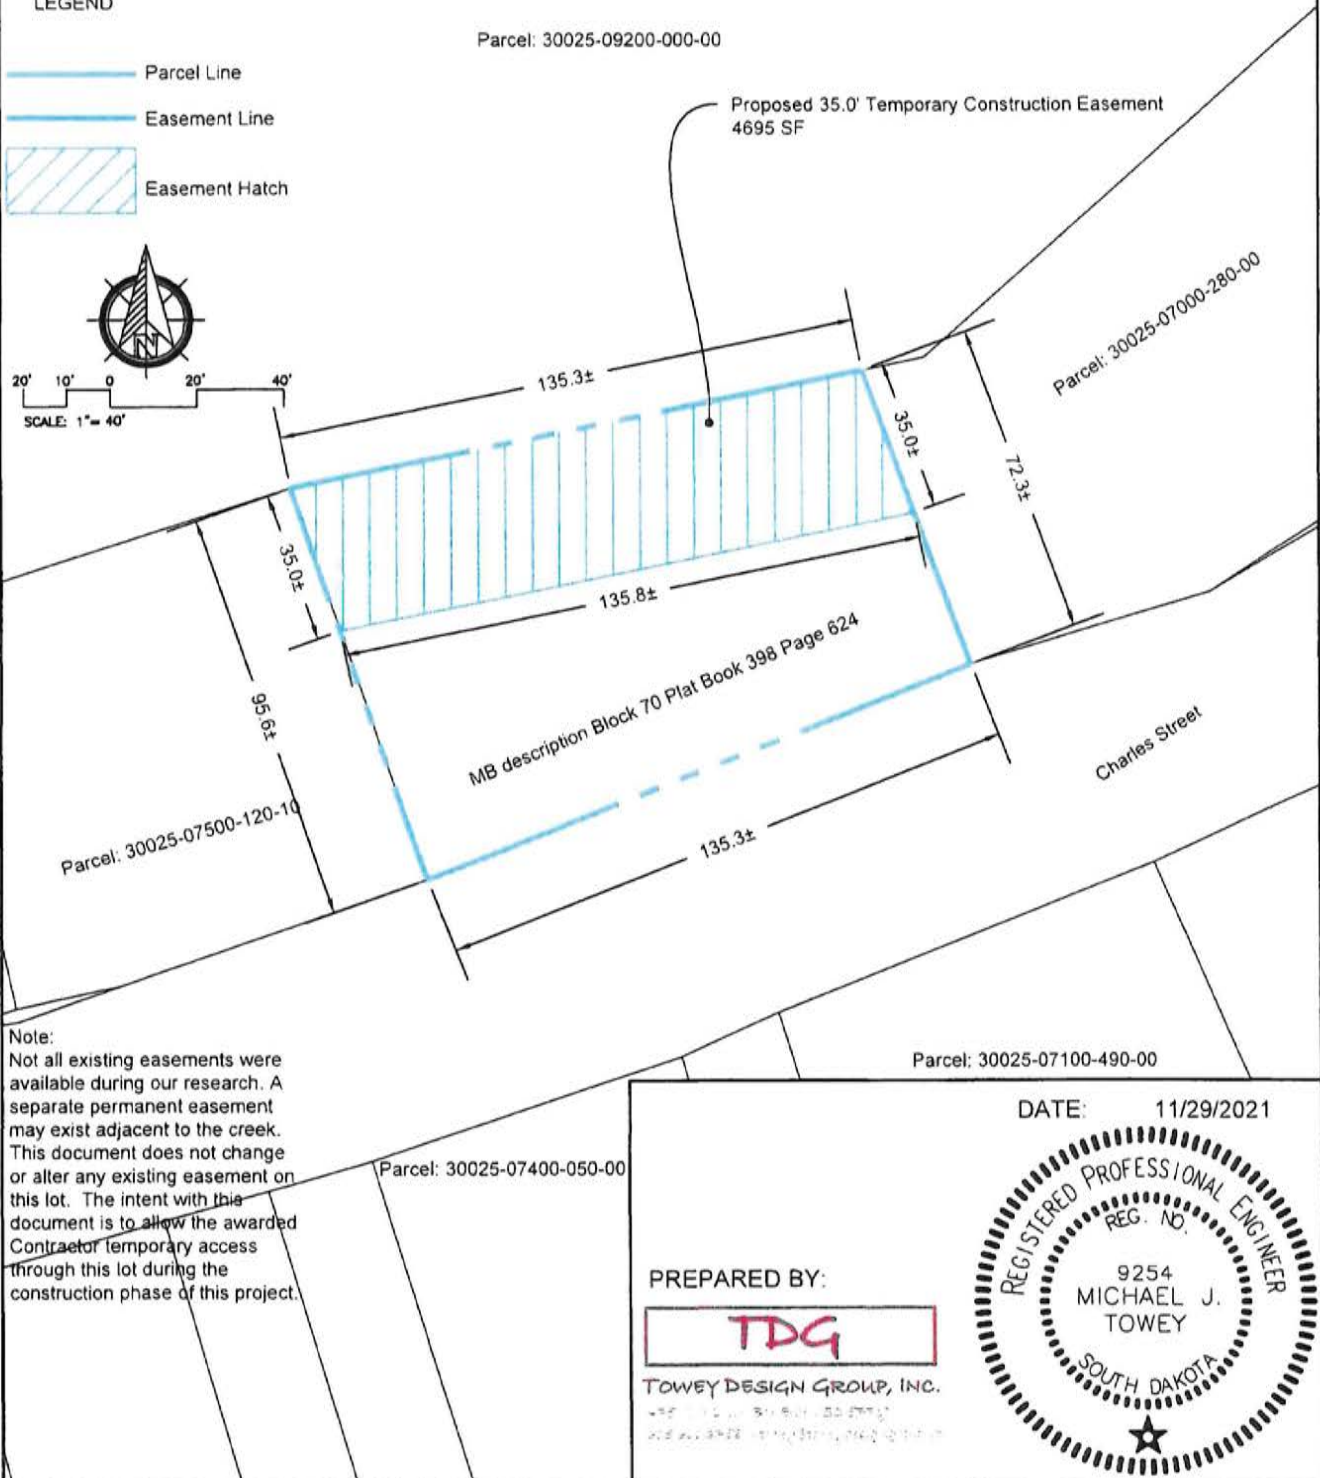 LEGEND
Parcel: 30025-09200-000-00
Parcel Line
Easement Line
Easement Hatch
Proposed 35.0' Temporary Construction Easement
4695 SF
Parcel: 30025-07000-280-00
N
20' 10' 0 20' 40'
SCALE: 1"= 40'
135.3±
35.0±
72.3±
35.0±
135.8±
95.6±
MB description Block 70 Plat Book 398 Page 624
Charles Street
135.3±
Parcel: 30025-07500-120-10
Note:
Not all existing easements were
available during our research. A
separate permanent easement
may exist adjacent to the creek.
This document does not change
or alter any existing easement on
this lot. The intent with this
document is to allow the awarded
Contractor temporary access
through this lot during the
construction phase of this project.
Parcel: 30025-07100-490-00
Parcel: 30025-07400-050-00
DATE: 11/29/2021
REGISTERED PROFESSIONAL ENGINEER
REG. NO.
9254
MICHAEL J.
TOWEY
SOUTH DAKOTA
PREPARED BY:
TDG
TOWEY DESIGN GROUP, INC.